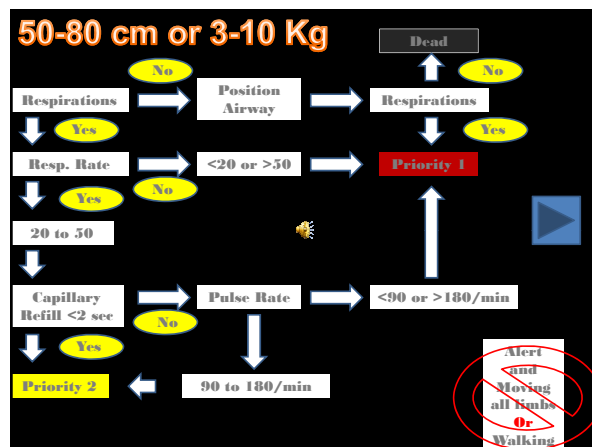 50-80 cm or 3-10 Kg
Dead
No
No
Respirations
Position
Airway
Respirations
Yes
Yes
Resp. Rate
<20 or >50
Priority 1
No
Yes
20 to 50
Capillary
Refill <2 sec
Pulse Rate
<90 or >180/min
No
Yes
Priority 2
90 to 180/min
Alert
and
Moving
all limbs
Or
Walking